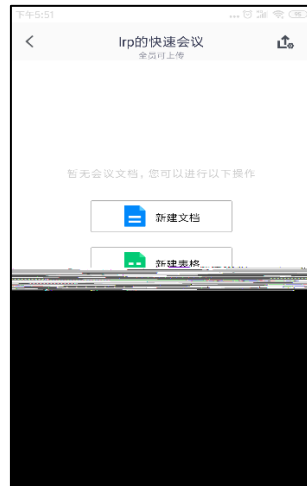 下午5:51
lrp的快速会议
全员可上传
暂无会议文档，您可以进行以下操作
新建文档
新建表格